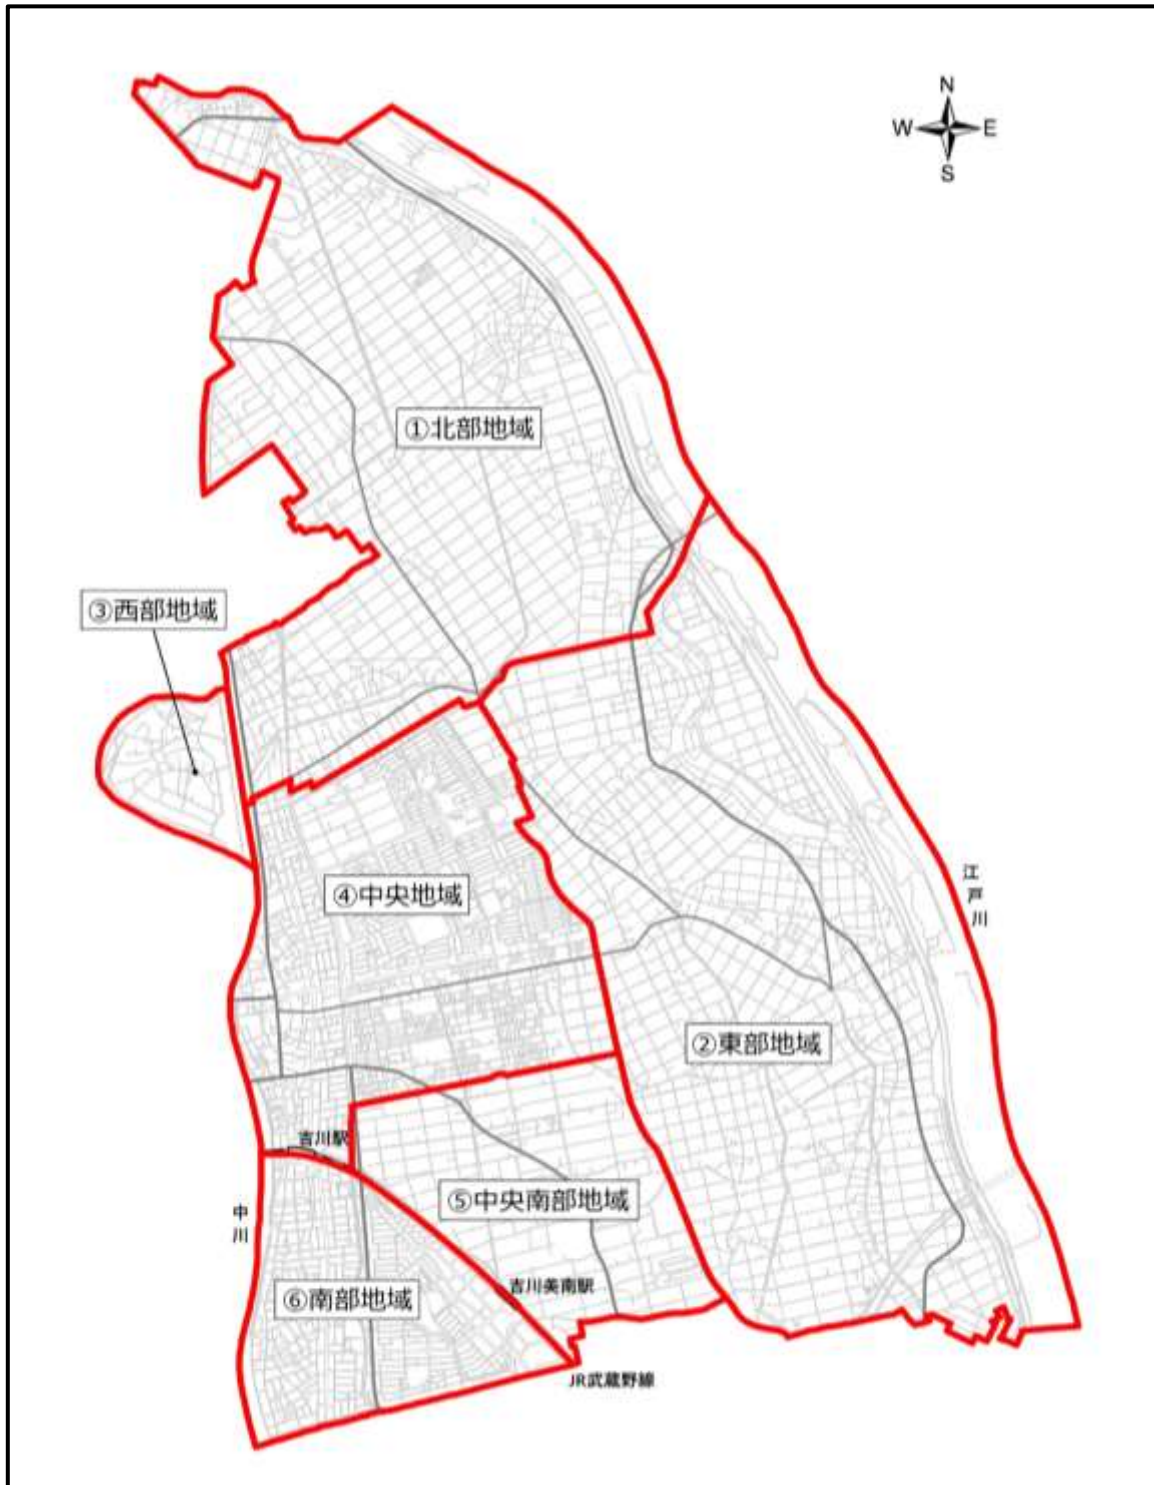 N
W E
S
①北部地域
③西部地域
④中央地域
江戸川
②東部地域
吉川駅
⑤中央南部地域
中川
吉川美南駅
⑥南部地域
JR武蔵野線